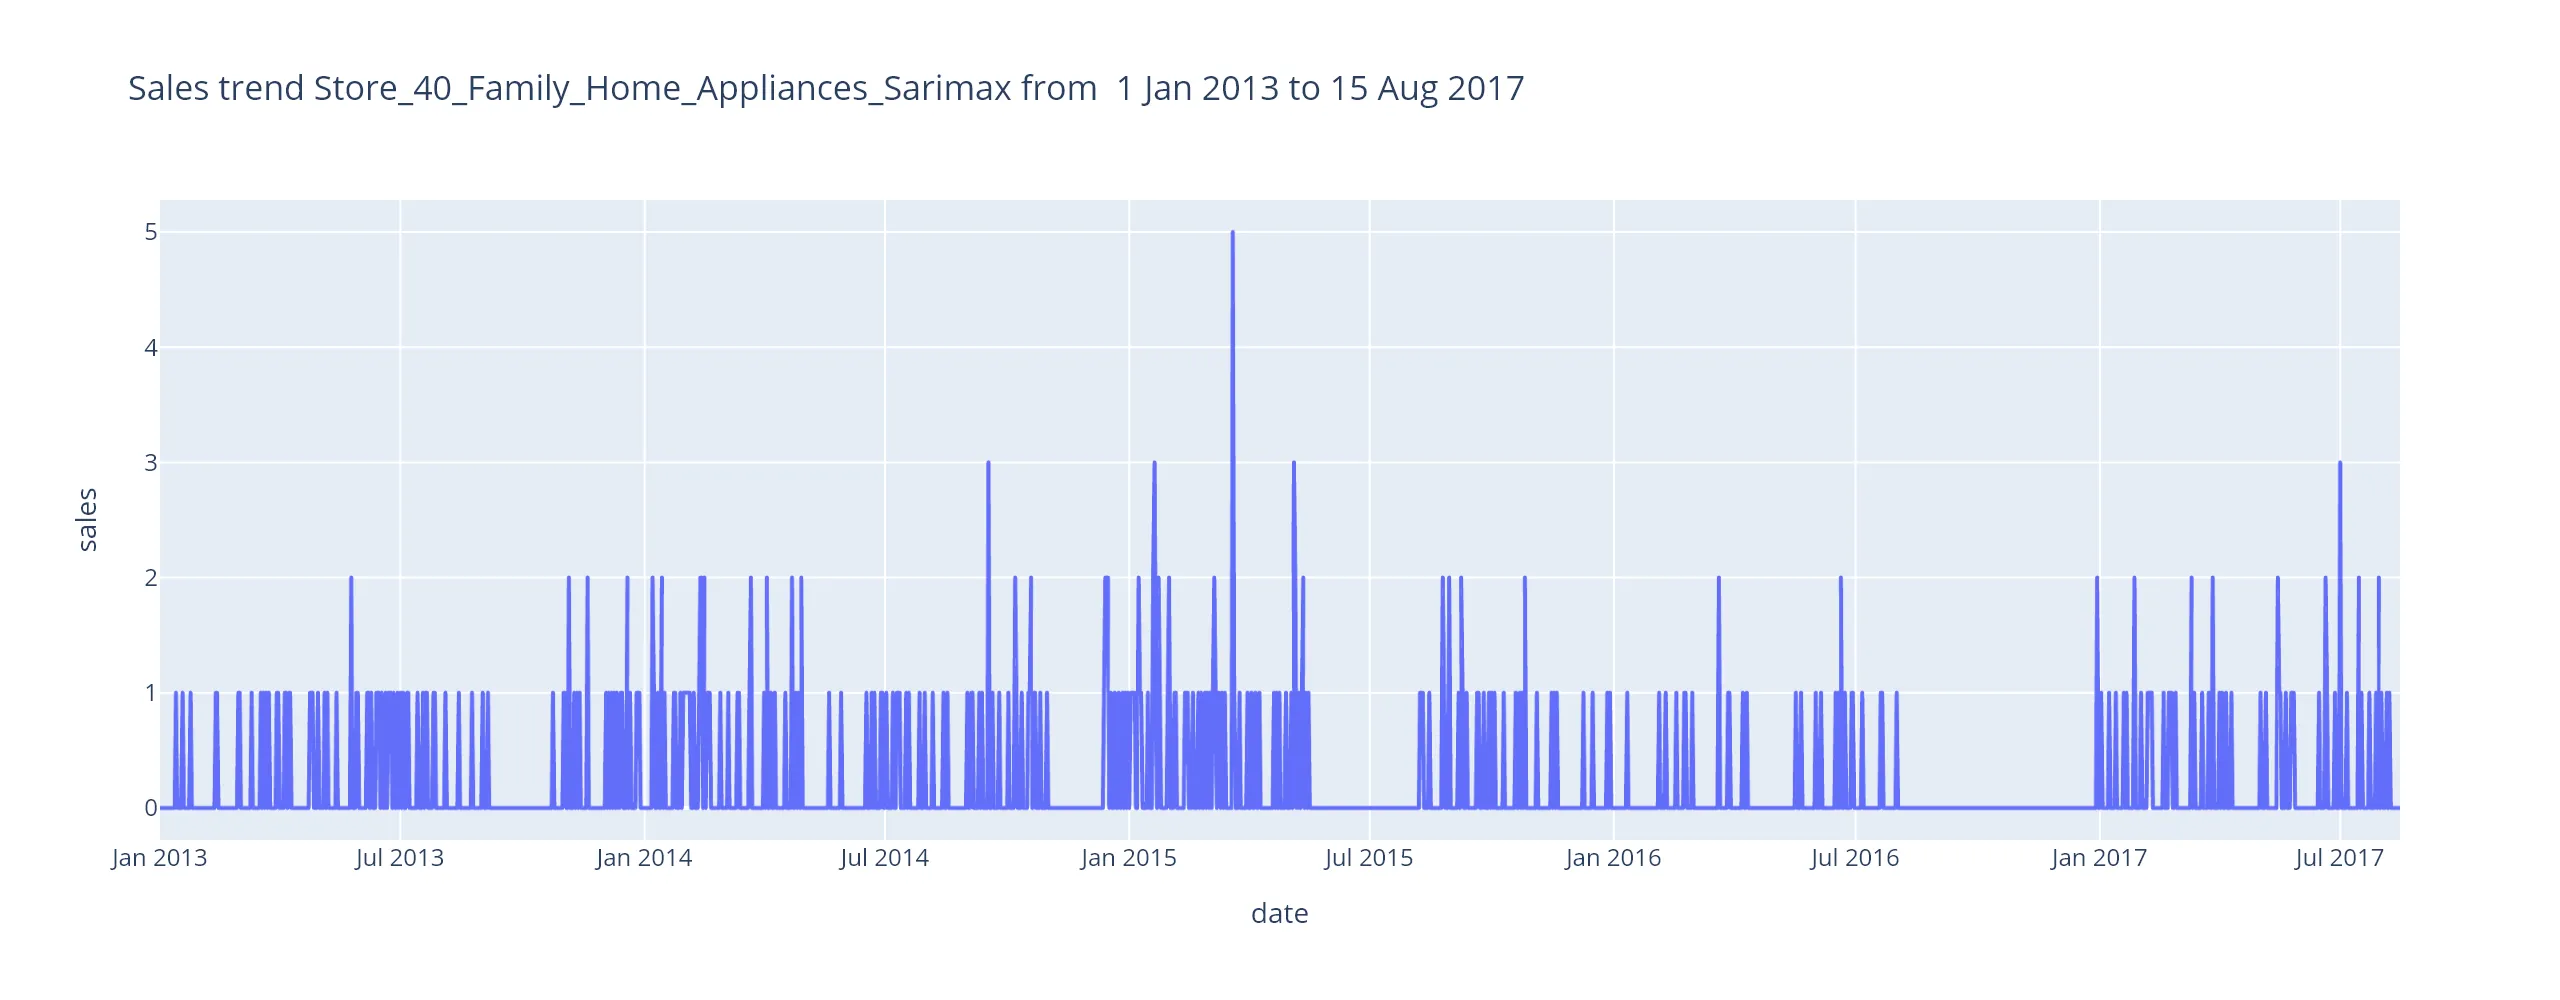 Sales trend Store_40_Family_Home_Appliances_Sarimax from  1 Jan 2013 to 15 Aug 2017
5
4
3
2
1
0
sales
Jan 2013 Jul 2013 Jan 2014 Jul 2014 Jan 2015 Jul 2015 Jan 2016 Jul 2016 Jan 2017 Jul 2017
date